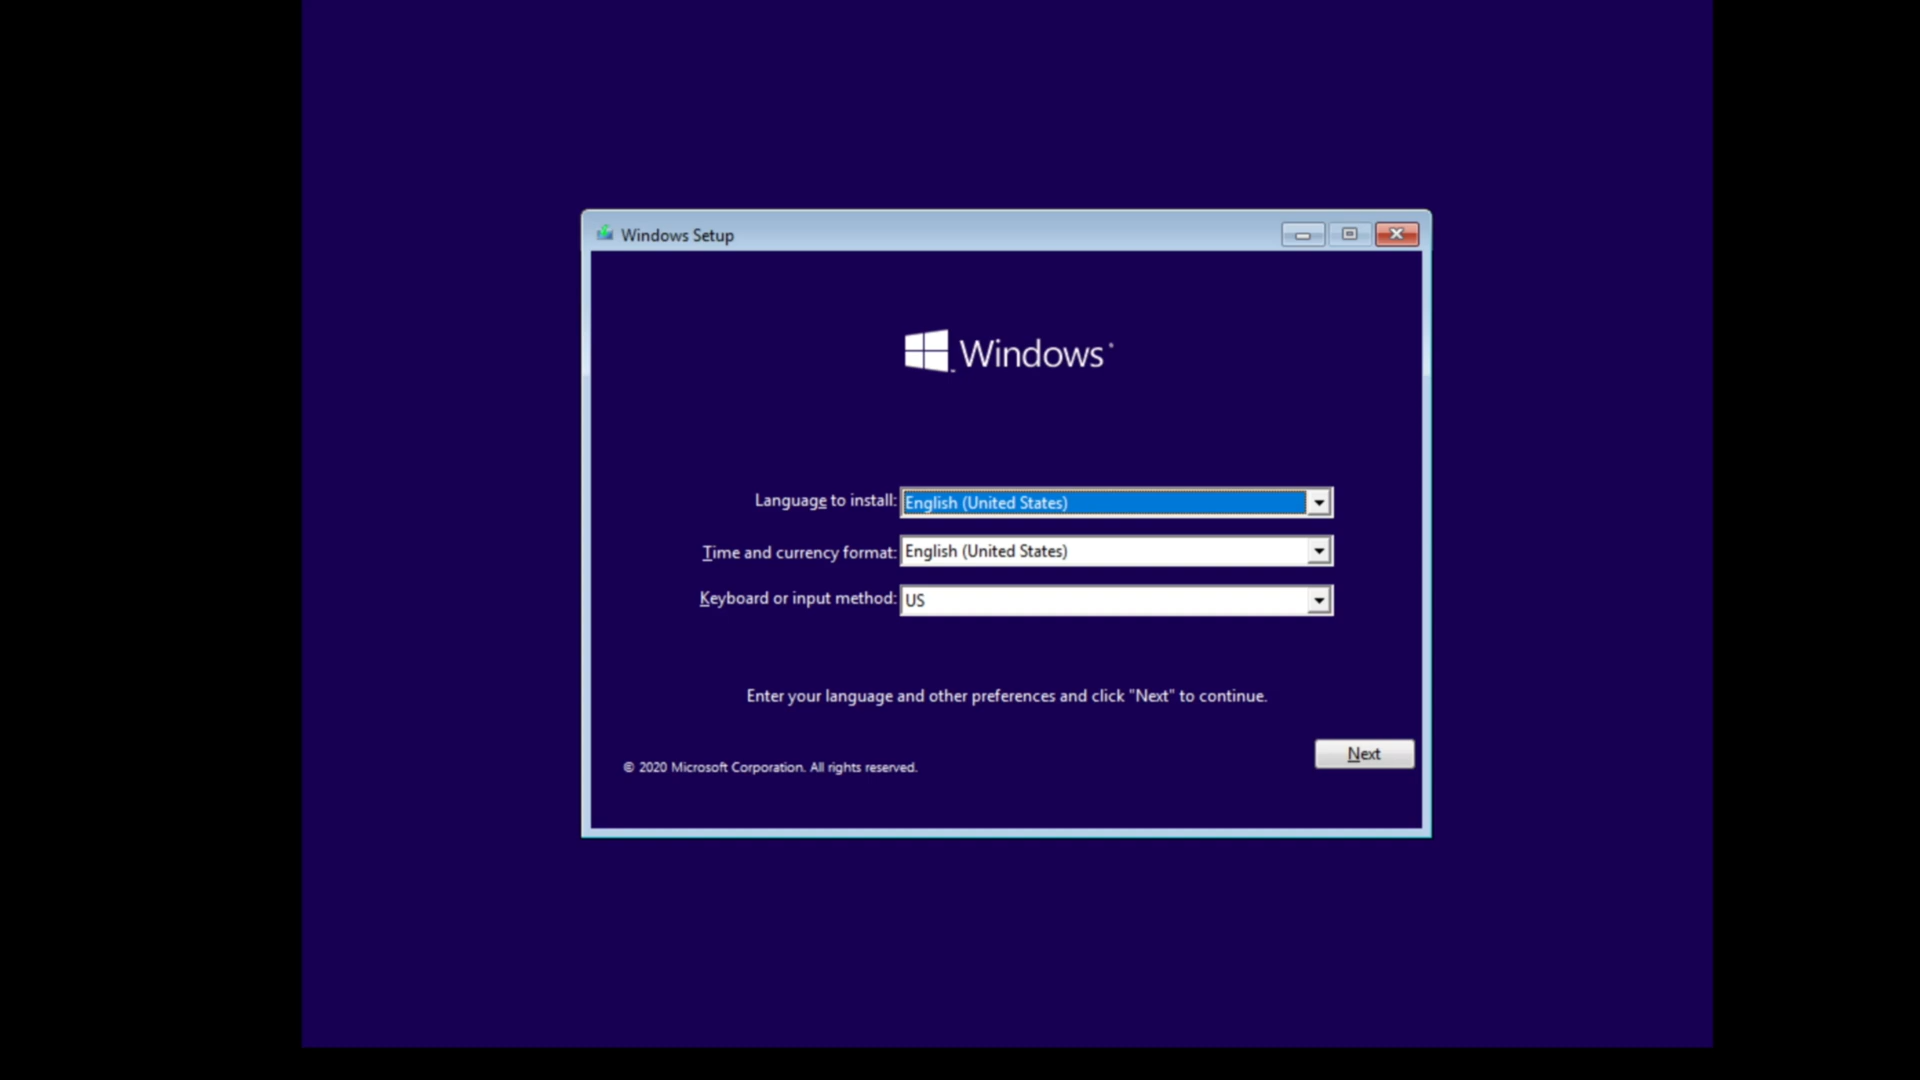 Windows Setup
Windows
Language to install: English (United States)
Time and currency format: English (United States)
Keyboard or input method: US
Enter your language and other preferences and click "Next" to continue.
Next
© 2020 Microsoft Corporation. All rights reserved.